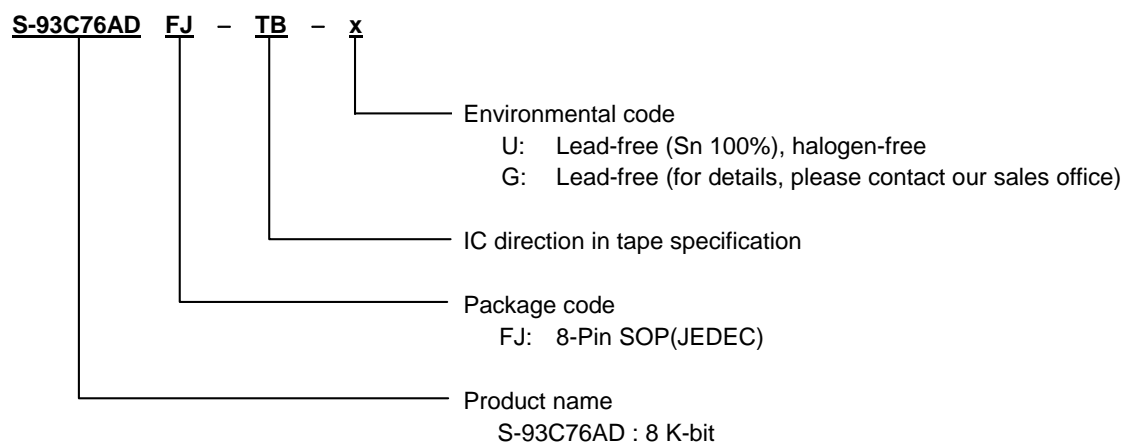 S-93C76AD FJ – TB – x
Environmental code
U: Lead-free (Sn 100%), halogen-free
G: Lead-free (for details, please contact our sales office)
IC direction in tape specification
Package code
FJ: 8-Pin SOP(JEDEC)
Product name
S-93C76AD : 8 K-bit